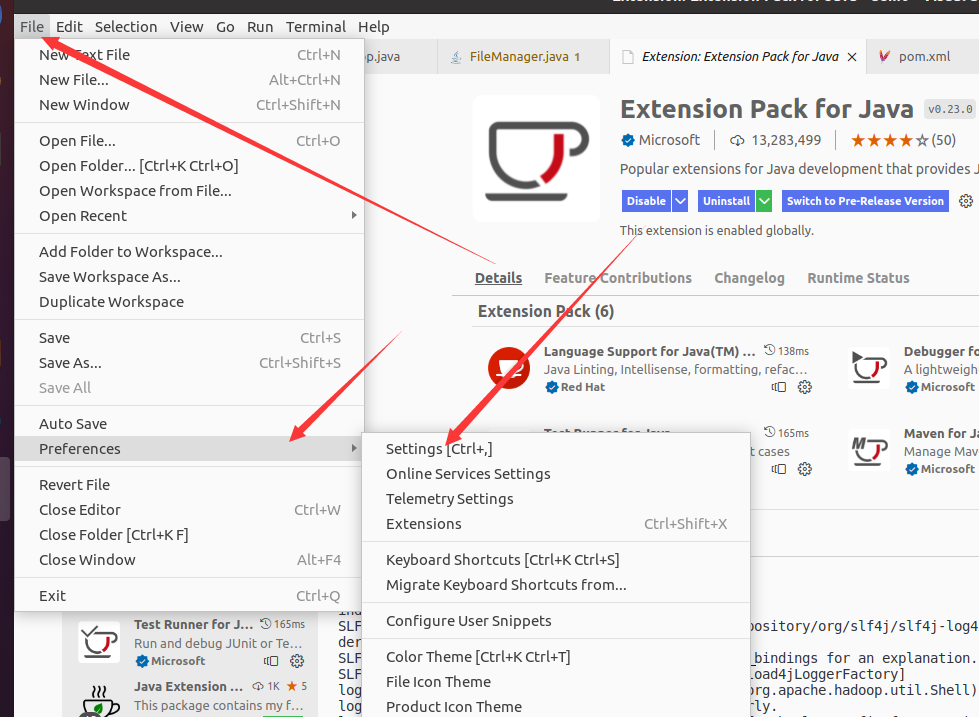 File Edit Selection View Go Run Terminal Help
New Text File Ctrl+N
New File... Alt+Ctrl+N
New Window Ctrl+Shift+N
Open File... Ctrl+O
Open Folder... [Ctrl+K Ctrl+O]
Open Workspace from File...
Open Recent
Add Folder to Workspace...
Save Workspace As...
Duplicate Workspace
Save Ctrl+S
Save As... Ctrl+Shift+S
Save All
Auto Save
Preferences
Revert File
Close Editor Ctrl+W
Close Folder [Ctrl+K F]
Close Window Alt+F4
Exit Ctrl+Q
Settings [Ctrl+,]
Online Services Settings
Telemetry Settings
Extensions Ctrl+Shift+X
Keyboard Shortcuts [Ctrl+K Ctrl+S]
Migrate Keyboard Shortcuts from...
Configure User Snippets
Color Theme [Ctrl+K Ctrl+T]
File Icon Theme
Product Icon Theme
p.java FileManager.java 1 Extension: Extension Pack for Java pom.xml
Extension Pack for Java v0.23.0
Microsoft 13,283,499 (50)
Popular extensions for Java development that provides J
Disable Uninstall Switch to Pre-Release Version
This extension is enabled globally.
Details Feature Contributions Changelog Runtime Status
Extension Pack (6)
Language Support for Java(TM) ... 138ms
Java Linting, Intellisense, formatting, refac...
Red Hat
Debugger fo
A lightweigh
Microsoft
Test Runner for Java 165ms
t cases
Maven for Ja
Manage Mav
Microsoft
Test Runner for J... 165ms
Run and debug JUnit or Te...
Microsoft
Java Extension ... 1K 5
This package contains my f...
SLF
der
SLF
log
log
ository/org/slf4j/slf4j-log4
_bindings for an explanation.
oad4jLoggerFactory]
org.apache.hadoop.util.Shell)
rly.